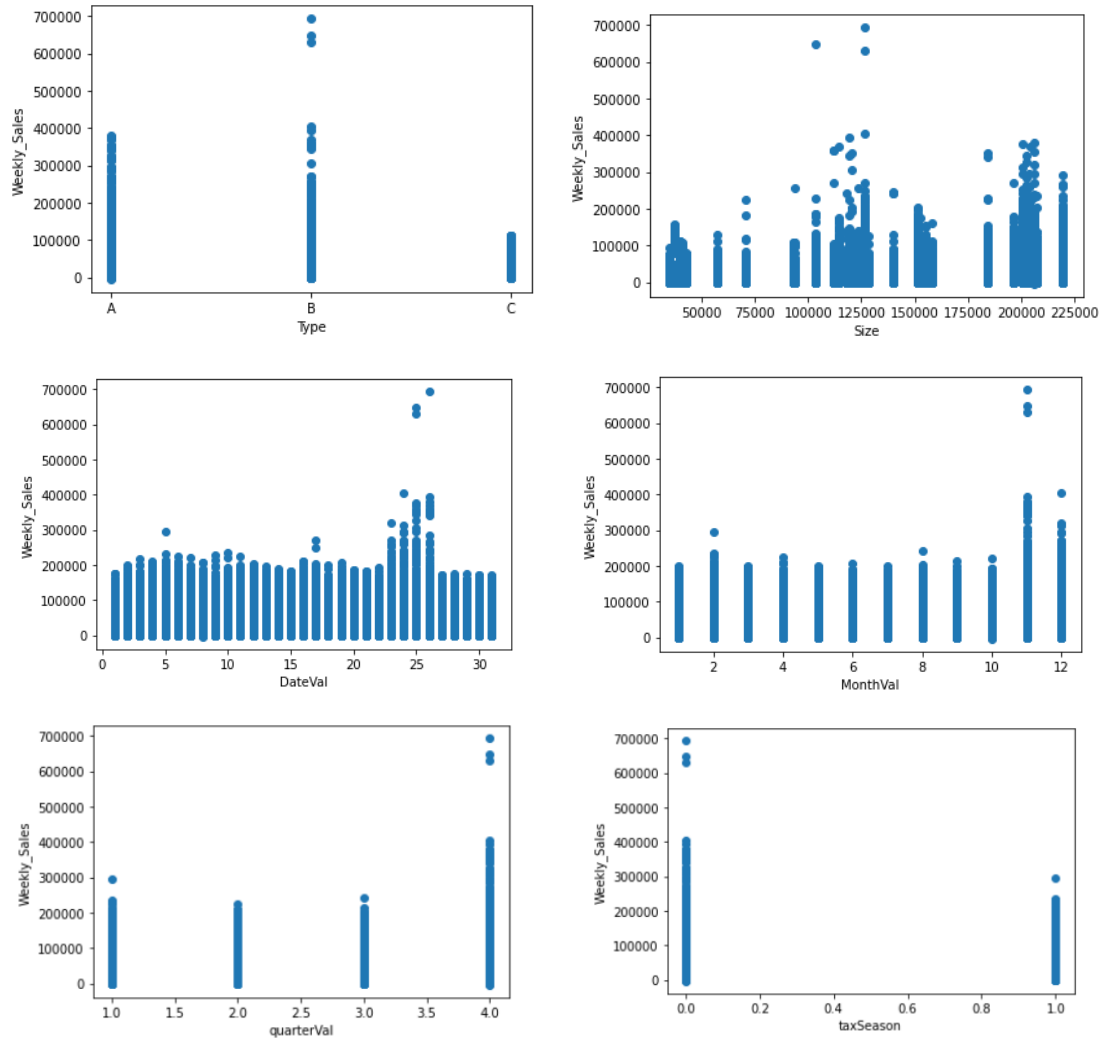 700000
600000
500000
400000
300000
200000
100000
0
Weekly_Sales
A B C
Type
700000
600000
500000
400000
300000
200000
100000
0
Weekly_Sales
50000 75000 100000 125000 150000 175000 200000 225000
Size
700000
600000
500000
400000
300000
200000
100000
0
Weekly_Sales
0 5 10 15 20 25 30
DateVal
700000
600000
500000
400000
300000
200000
100000
0
Weekly_Sales
2 4 6 8 10 12
MonthVal
700000
600000
500000
400000
300000
200000
100000
0
Weekly_Sales
1.0 1.5 2.0 2.5 3.0 3.5 4.0
quarterVal
700000
600000
500000
400000
300000
200000
100000
0
Weekly_Sales
0.0 0.2 0.4 0.6 0.8 1.0
taxSeason